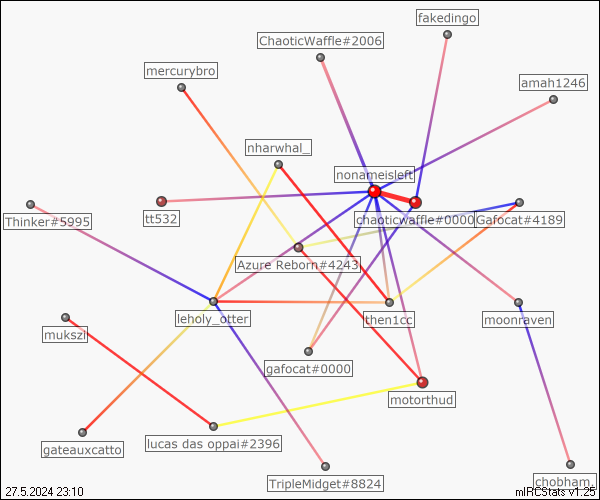 fakedingo
ChaoticWaffle#2006
mercurybro
amah1246
nharwhal_
nonameisleft
tt532
Thinker#5995
chaoticwaffle#0000
Gafocat#4189
Azure Reborn#4243
leholy_otter
then1cc
moonraven
mukszi
gafocat#0000
motorthud
gateauxcatto
lucas das oppai#2396
TripleMidget#8824
chobham.
27.5.2024 23:10
mIRCStats v1.25